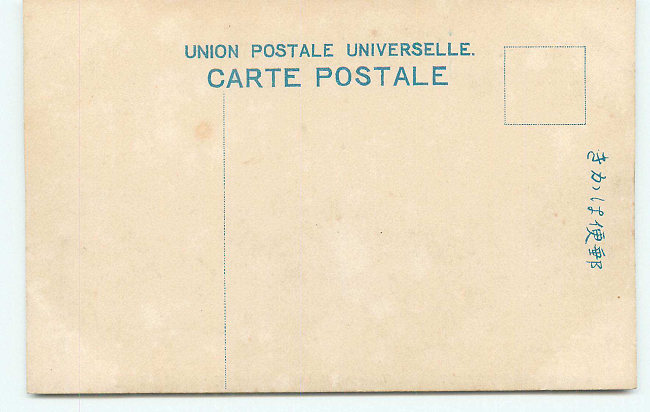 UNION POSTALE UNIVERSELLE.
CARTE POSTALE
きかは便郵